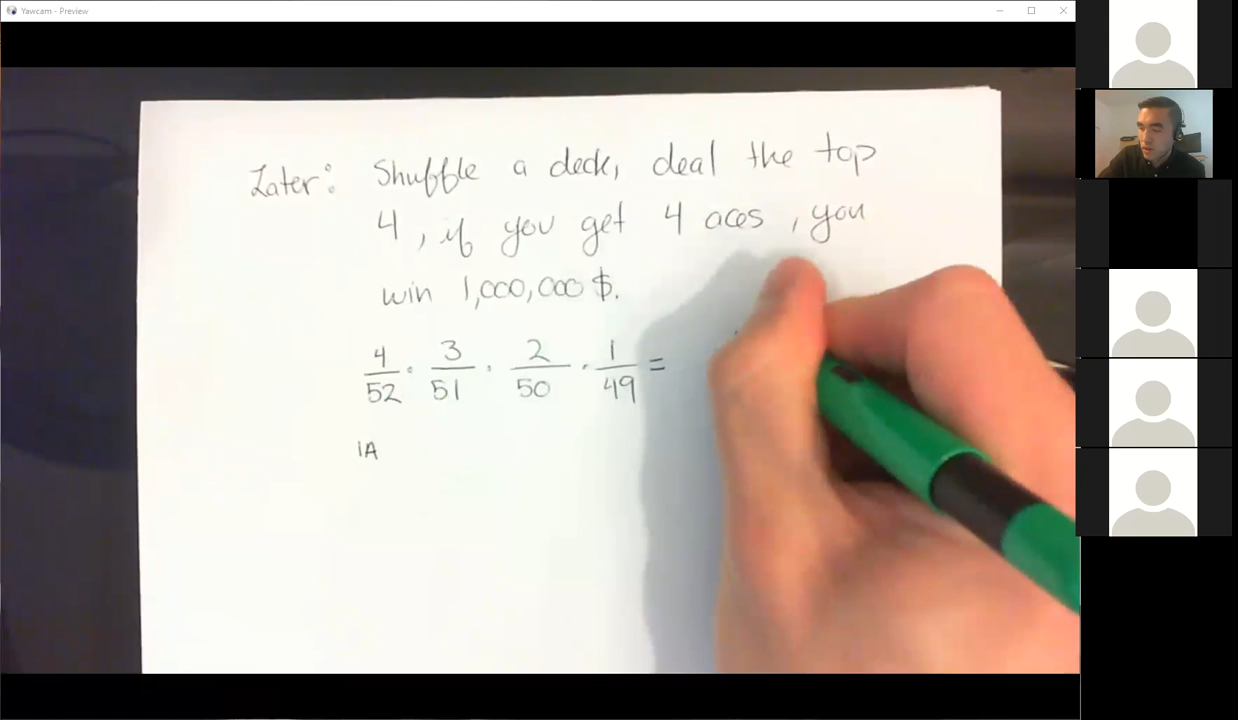 Yawcam - Preview
Later: Shuffle a deck, deal the top
4, if you get 4 aces, you
win 1,000,000$.
4/52 · 3/51 · 2/50 · 1/49 =
1A